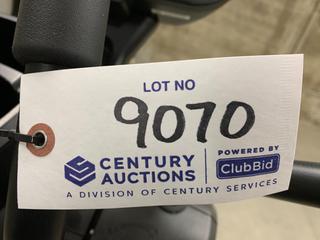 LOT NO
9070
CENTURY AUCTIONS
POWERED BY
ClubBid
A DIVISION OF CENTURY SERVICES